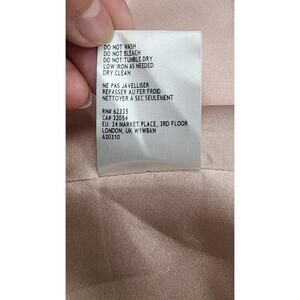 DO NOT WASH
DO NOT BLEACH
DO NOT TUMBLE DRY
LOW IRON AS NEEDED
DRY CLEAN
NE PAS JAVELLISER
REPASSER AU FER FROID
NETTOYER A SEC SEULEMENT
RN# 62335
CA# 32054
EU: 24 MARKET PLACE, 3RD FLOOR
LONDON, UK W1W8AN
A20310